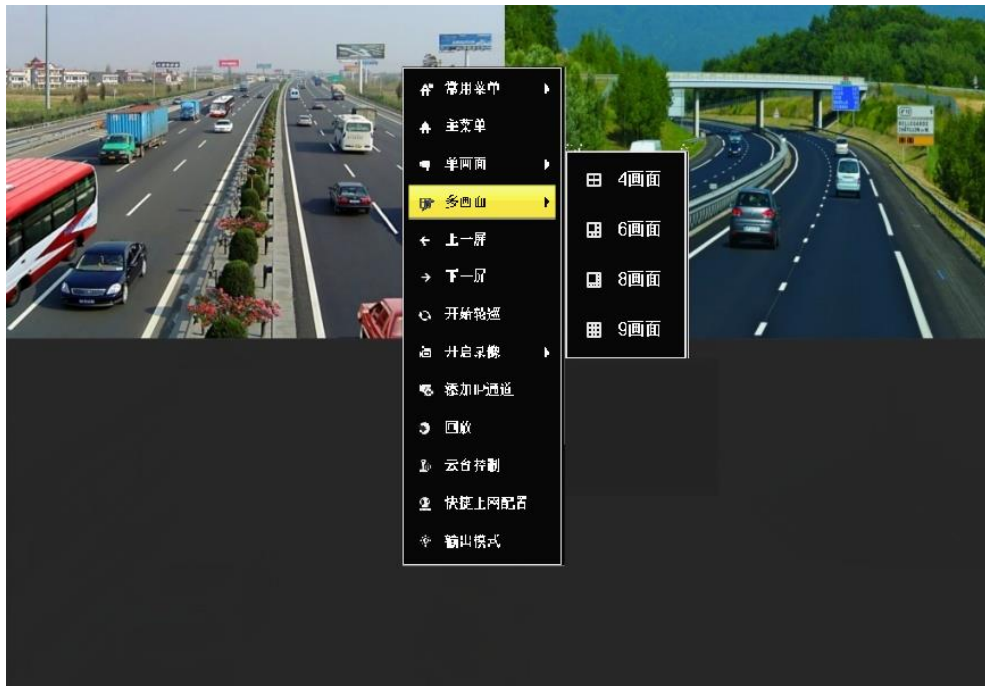 常用菜单
主菜单
单画面
多画面
上一屏
下一屏
开始轮巡
开启录像
添加IP通道
回放
云台控制
快捷上网配置
输出模式
4画面
6画面
8画面
9画面